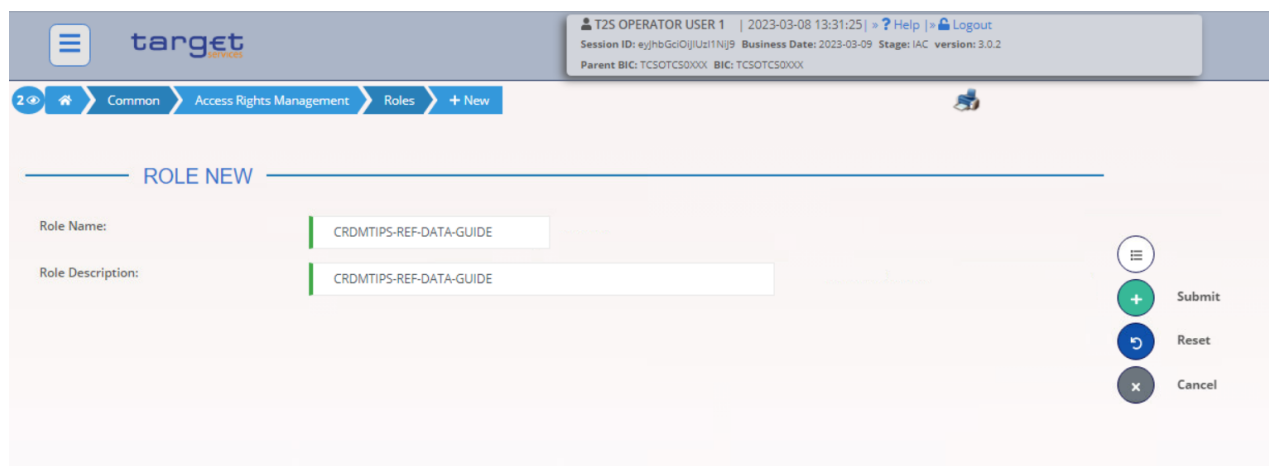 target
services
T2S OPERATOR USER 1 | 2023-03-08 13:31:25| » ? Help |» Logout
Session ID: eyJhbGciOiJIUzI1NiJ9 Business Date: 2023-03-09 Stage: IAC version: 3.0.2
Parent BIC: TCSOTCS0XXX BIC: TCSOTCS0XXX
2 Common Access Rights Management Roles + New
ROLE NEW
Role Name: CRDMTIPS-REF-DATA-GUIDE
Role Description: CRDMTIPS-REF-DATA-GUIDE
Submit
Reset
Cancel